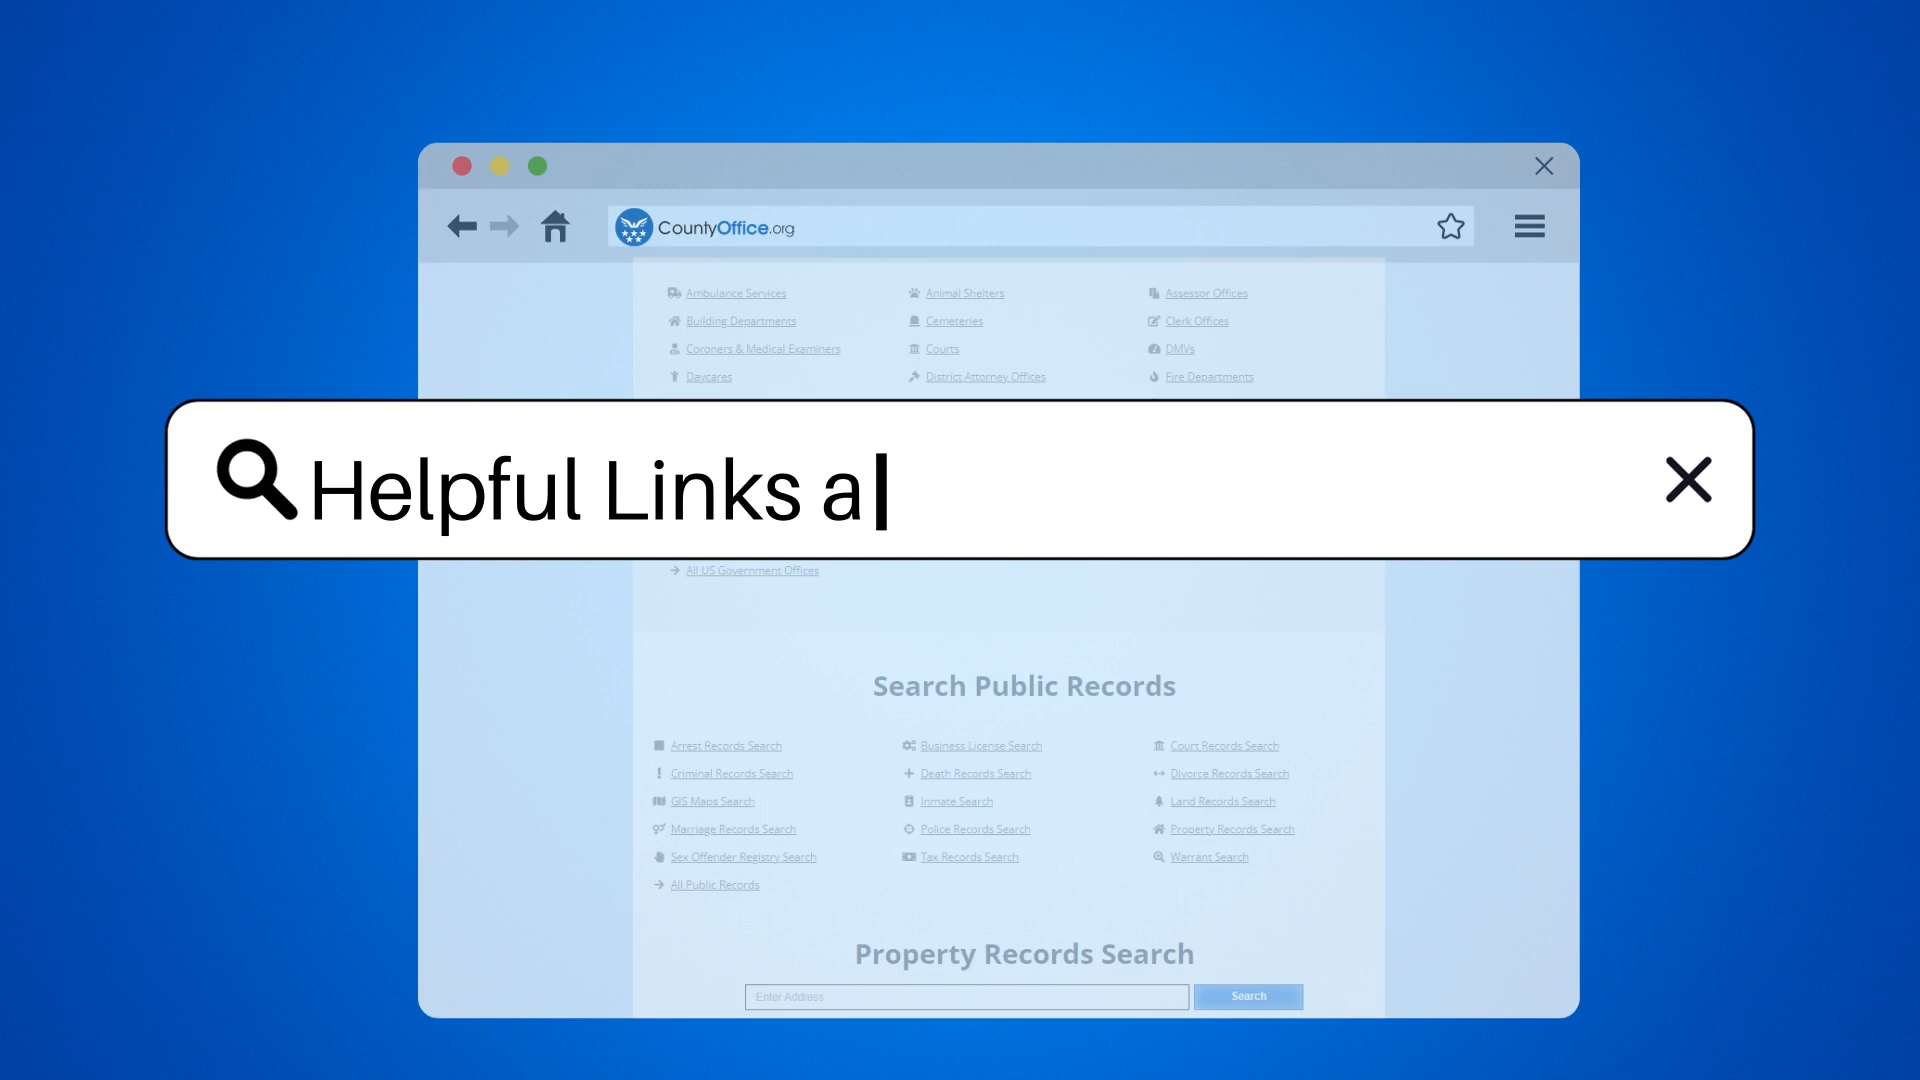 CountyOffice.org
Ambulance Services Animal Shelters Assessor Offices
Building Departments Cemeteries Clerk Offices
Coroners & Medical Examiners Courts DMVs
Daycares District Attorney Offices Fire Departments
Helpful Links a
All US Government Offices
Search Public Records
Arrest Records Search Business License Search Court Records Search
Criminal Records Search Death Records Search Divorce Records Search
GIS Maps Search Inmate Search Land Records Search
Marriage Records Search Police Records Search Property Records Search
Sex Offender Registry Search Tax Records Search Warrant Search
All Public Records
Property Records Search
Enter Address Search